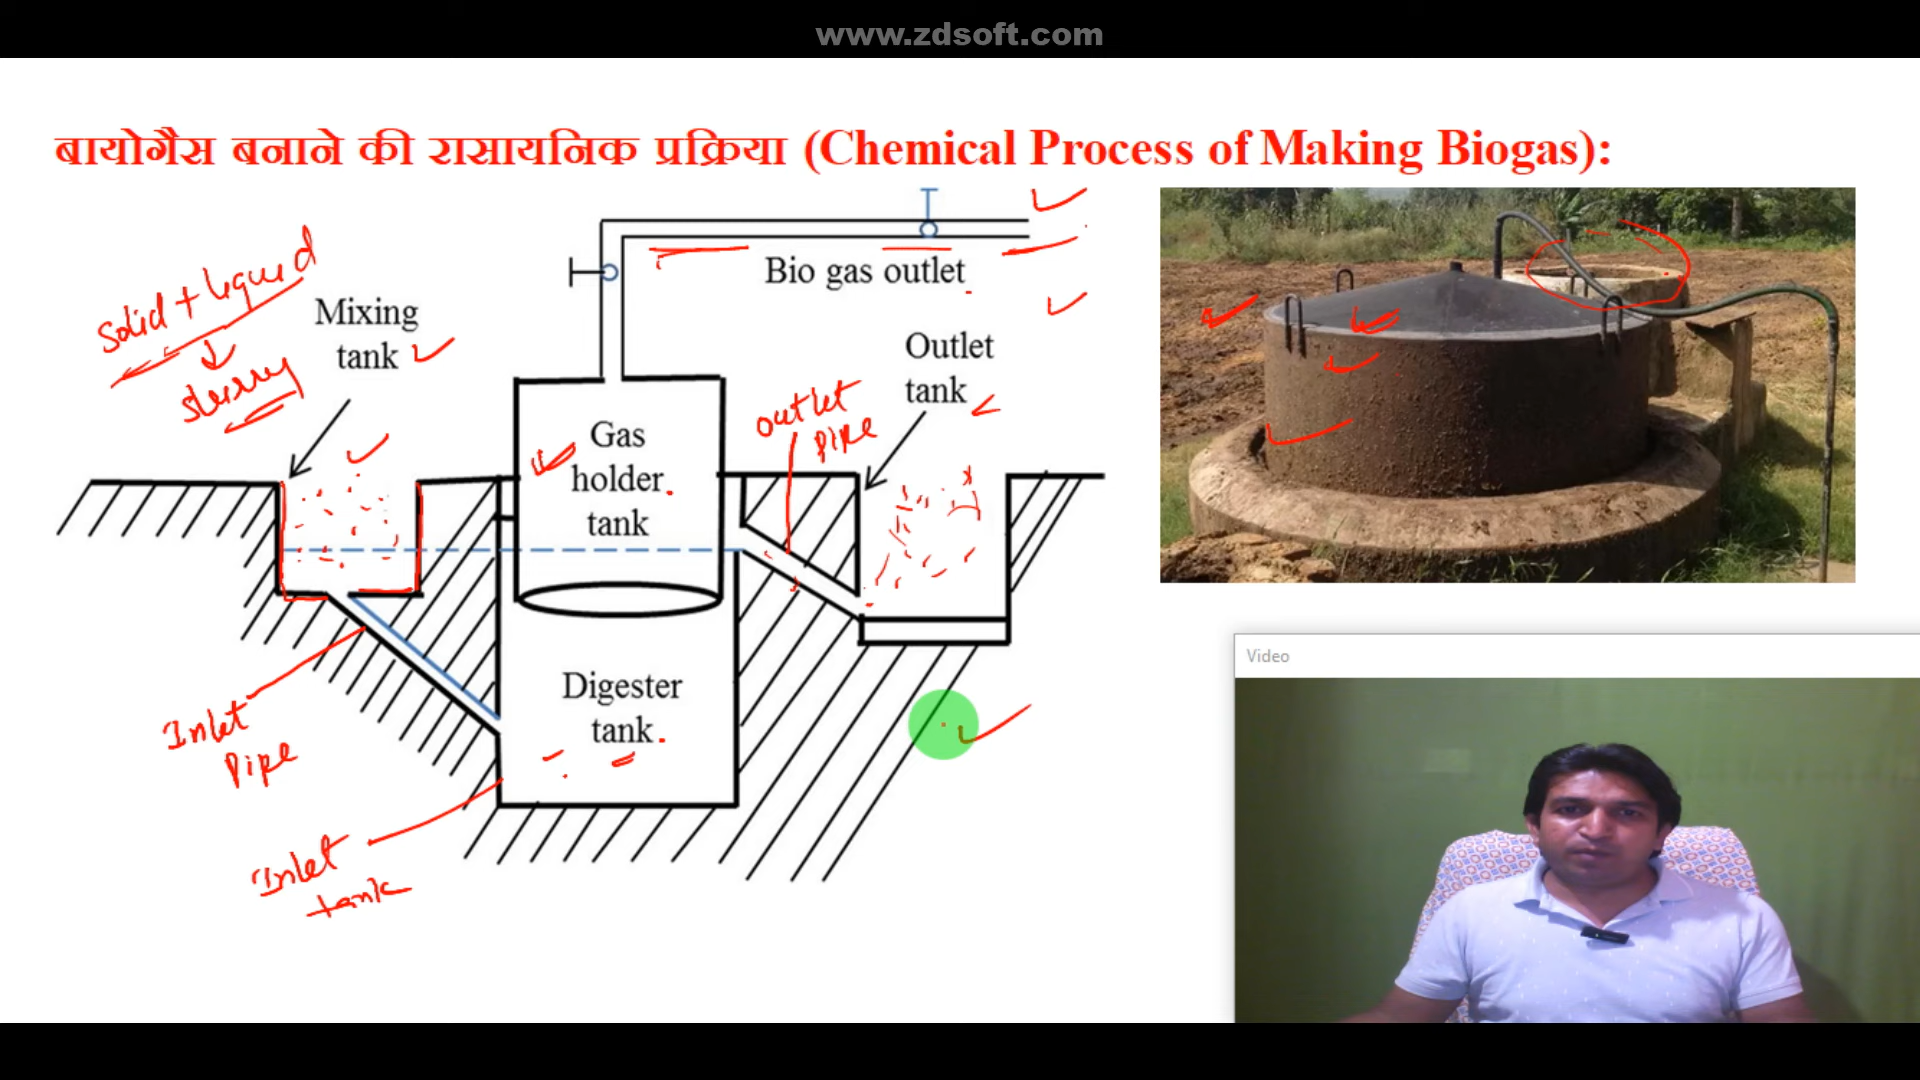 www.zdsoft.com
बायोगैस बनाने की रासायनिक प्रक्रिया (Chemical Process of Making Biogas):
Solid + liquid
slurry
Mixing
tank
Bio gas outlet
Outlet
tank
outlet
pipe
Gas
holder
tank
Digester
tank
Inlet
Pipe
Inlet
tank
Video